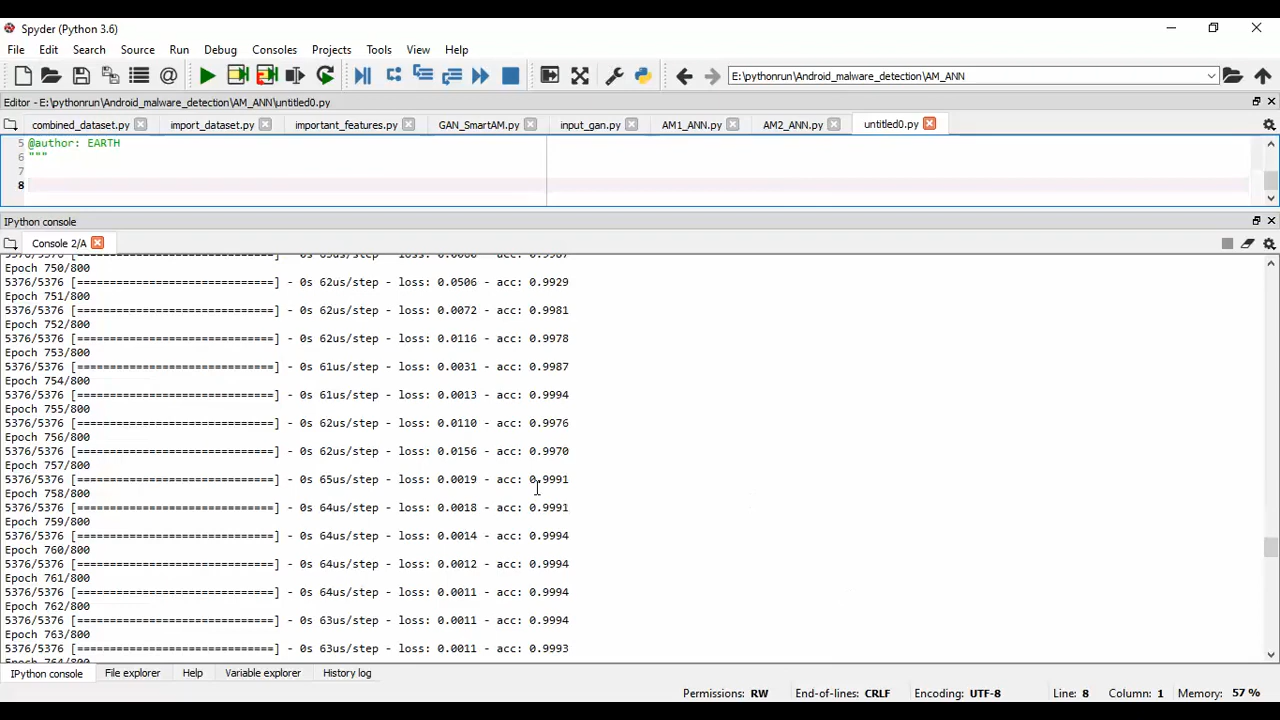 Spyder (Python 3.6)
File Edit Search Source Run Debug Consoles Projects Tools View Help
E:\pythonrun\Android_malware_detection\AM_ANN
Editor - E:\pythonrun\Android_malware_detection\AM_ANN\untitled0.py
combined_dataset.py import_dataset.py important_features.py GAN_SmartAM.py input_gan.py AM1_ANN.py AM2_ANN.py untitled0.py
5 @author: EARTH
6 """
7
8
IPython console
Console 2/A
Epoch 750/800
5376/5376 [==============================] - 0s 62us/step - loss: 0.0506 - acc: 0.9929
Epoch 751/800
5376/5376 [==============================] - 0s 62us/step - loss: 0.0072 - acc: 0.9981
Epoch 752/800
5376/5376 [==============================] - 0s 62us/step - loss: 0.0116 - acc: 0.9978
Epoch 753/800
5376/5376 [==============================] - 0s 61us/step - loss: 0.0031 - acc: 0.9987
Epoch 754/800
5376/5376 [==============================] - 0s 61us/step - loss: 0.0013 - acc: 0.9994
Epoch 755/800
5376/5376 [==============================] - 0s 62us/step - loss: 0.0110 - acc: 0.9976
Epoch 756/800
5376/5376 [==============================] - 0s 62us/step - loss: 0.0156 - acc: 0.9970
Epoch 757/800
5376/5376 [==============================] - 0s 65us/step - loss: 0.0019 - acc: 0.9991
Epoch 758/800
5376/5376 [==============================] - 0s 64us/step - loss: 0.0018 - acc: 0.9991
Epoch 759/800
5376/5376 [==============================] - 0s 64us/step - loss: 0.0014 - acc: 0.9994
Epoch 760/800
5376/5376 [==============================] - 0s 64us/step - loss: 0.0012 - acc: 0.9994
Epoch 761/800
5376/5376 [==============================] - 0s 64us/step - loss: 0.0011 - acc: 0.9994
Epoch 762/800
5376/5376 [==============================] - 0s 63us/step - loss: 0.0011 - acc: 0.9994
Epoch 763/800
5376/5376 [==============================] - 0s 63us/step - loss: 0.0011 - acc: 0.9993
Epoch 764/800
IPython console File explorer Help Variable explorer History log
Permissions: RW End-of-lines: CRLF Encoding: UTF-8 Line: 8 Column: 1 Memory: 57 %